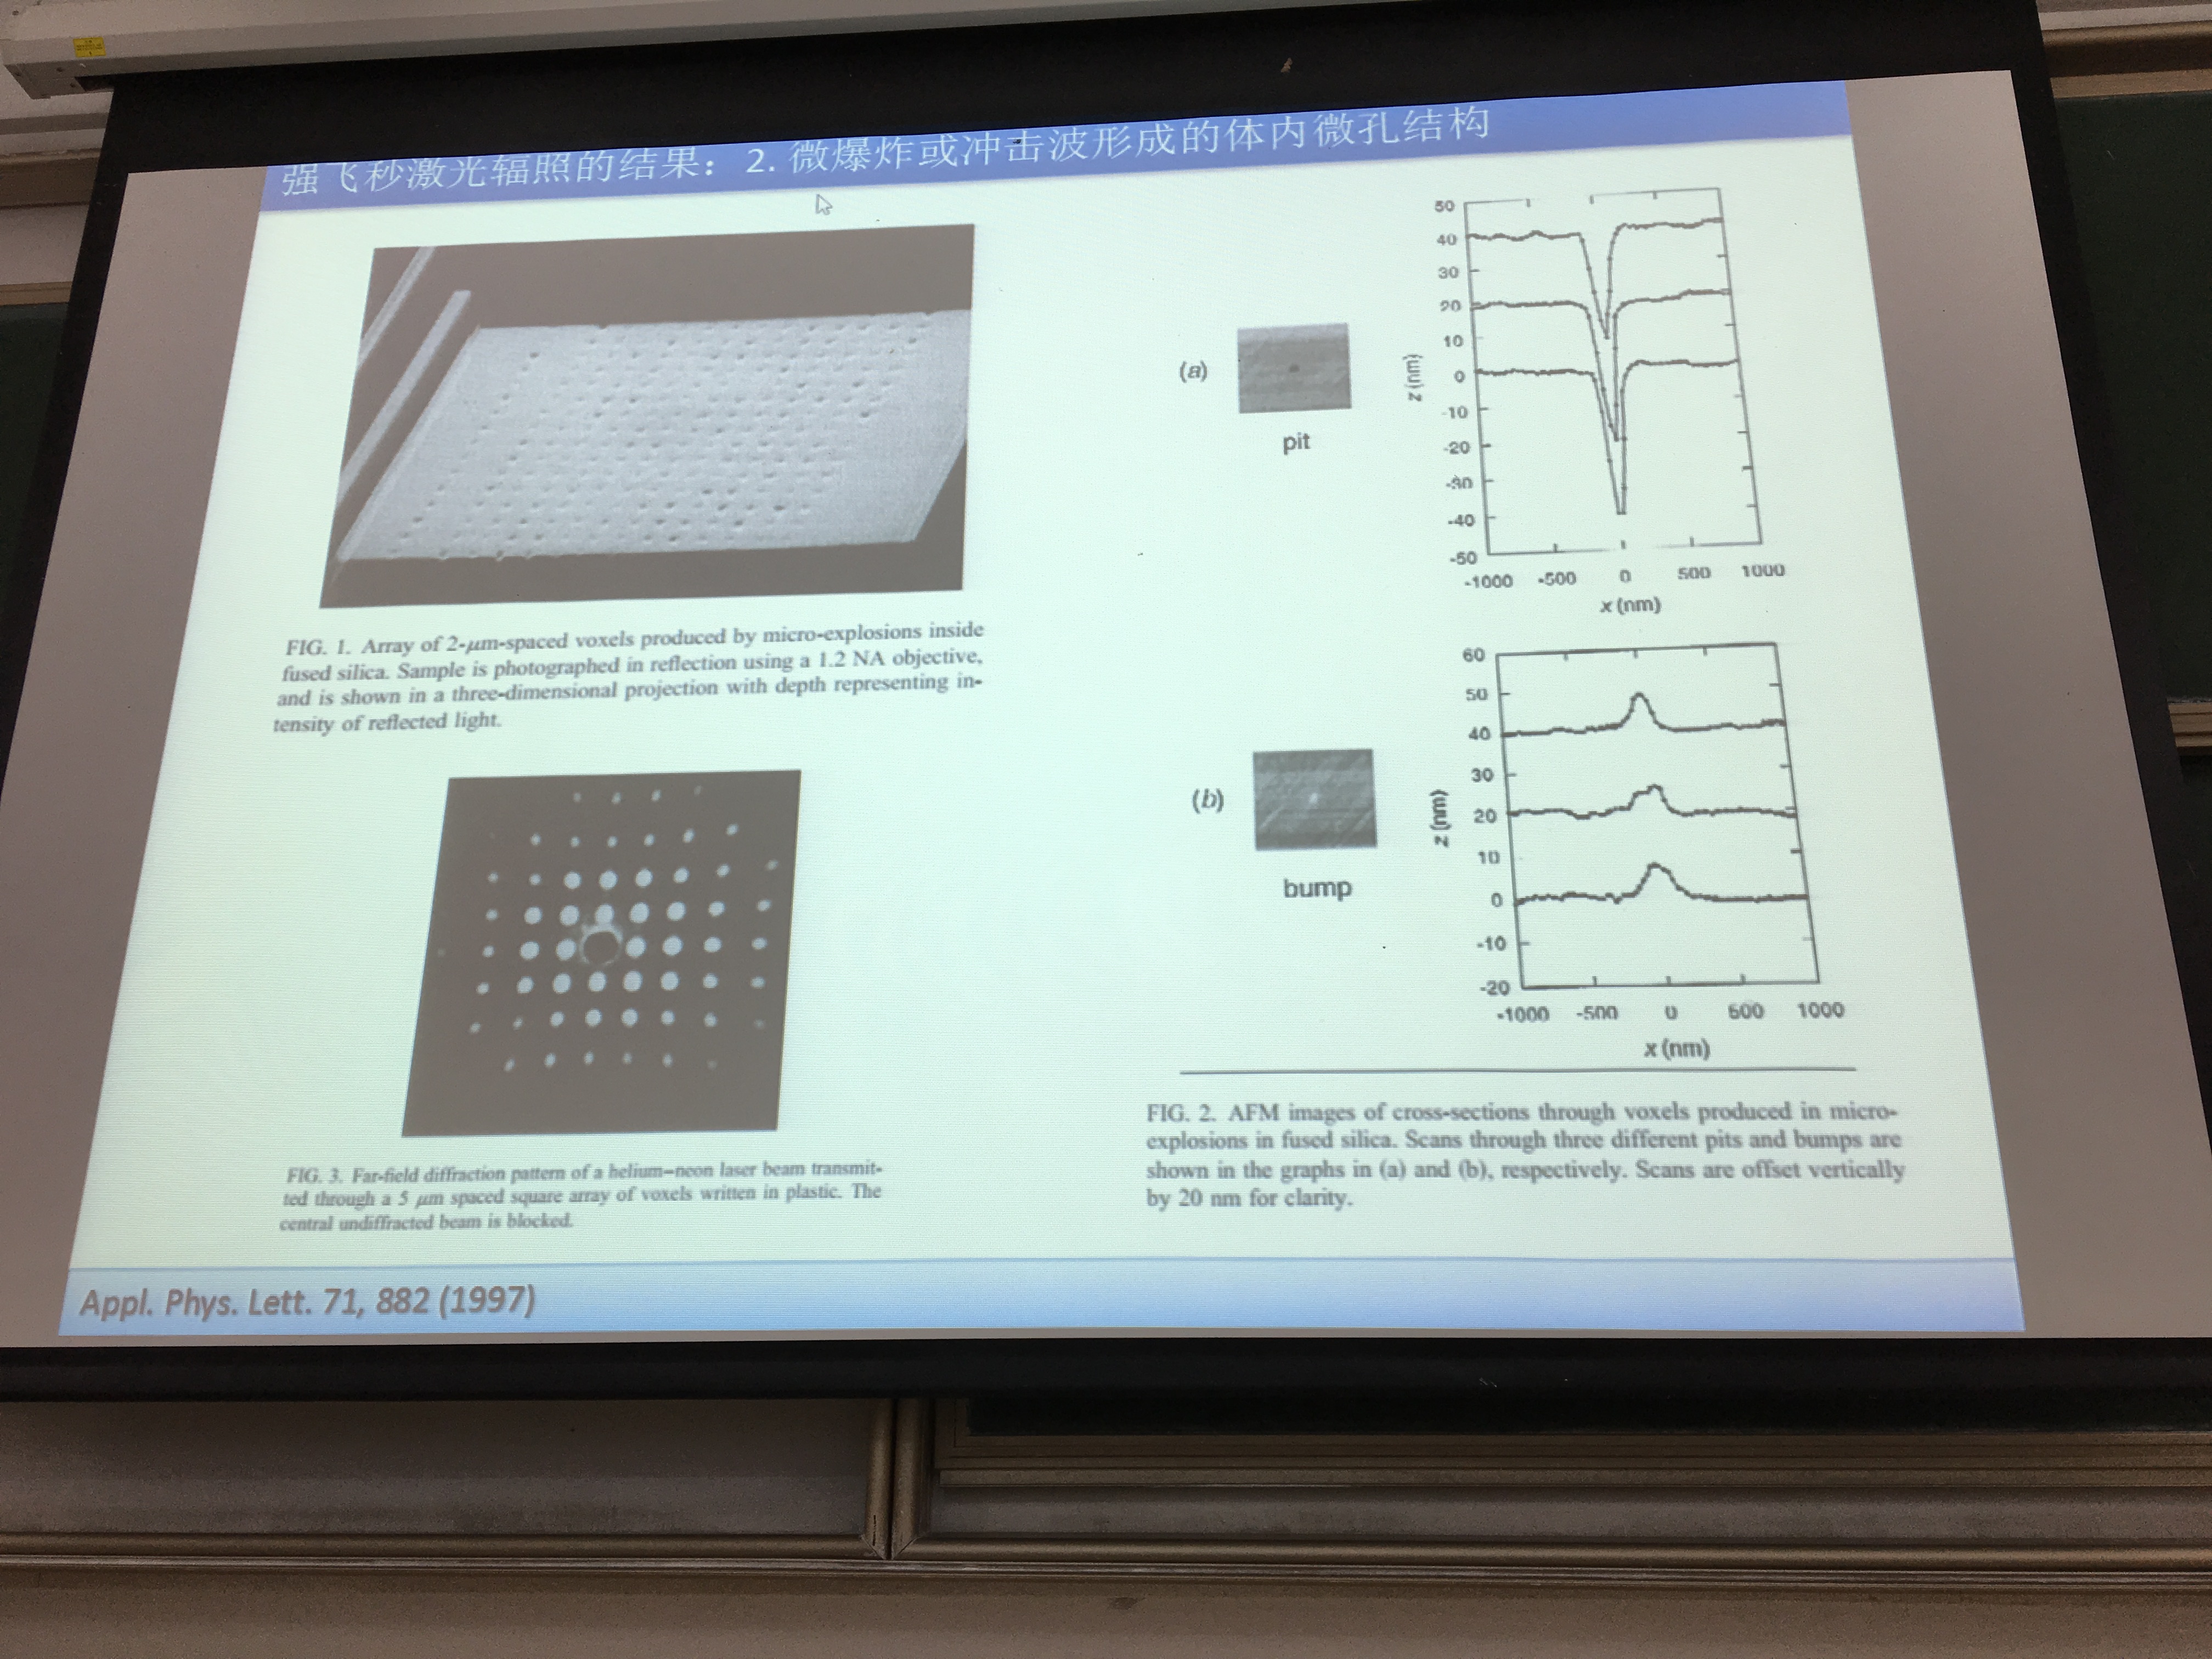 强飞秒激光辐照的结果：2. 微爆炸或冲击波形成的体内微孔结构
FIG. 1. Array of 2-μm-spaced voxels produced by micro-explosions inside
fused silica. Sample is photographed in reflection using a 1.2 NA objective,
and is shown in a three-dimensional projection with depth representing in-
tensity of reflected light.
FIG. 3. Far-field diffraction pattern of a helium–neon laser beam transmit-
ted through a 5 μm spaced square array of voxels written in plastic. The
central undiffracted beam is blocked.
(a)
pit
z (nm)
50
40
30
20
10
0
-10
-20
-30
-40
-50
-1000 -500 0 500 1000
x (nm)
(b)
bump
z (nm)
60
50
40
30
20
10
0
-10
-20
-1000 -500 0 500 1000
x (nm)
FIG. 2. AFM images of cross-sections through voxels produced in micro-
explosions in fused silica. Scans through three different pits and bumps are
shown in the graphs in (a) and (b), respectively. Scans are offset vertically
by 20 nm for clarity.
Appl. Phys. Lett. 71, 882 (1997)